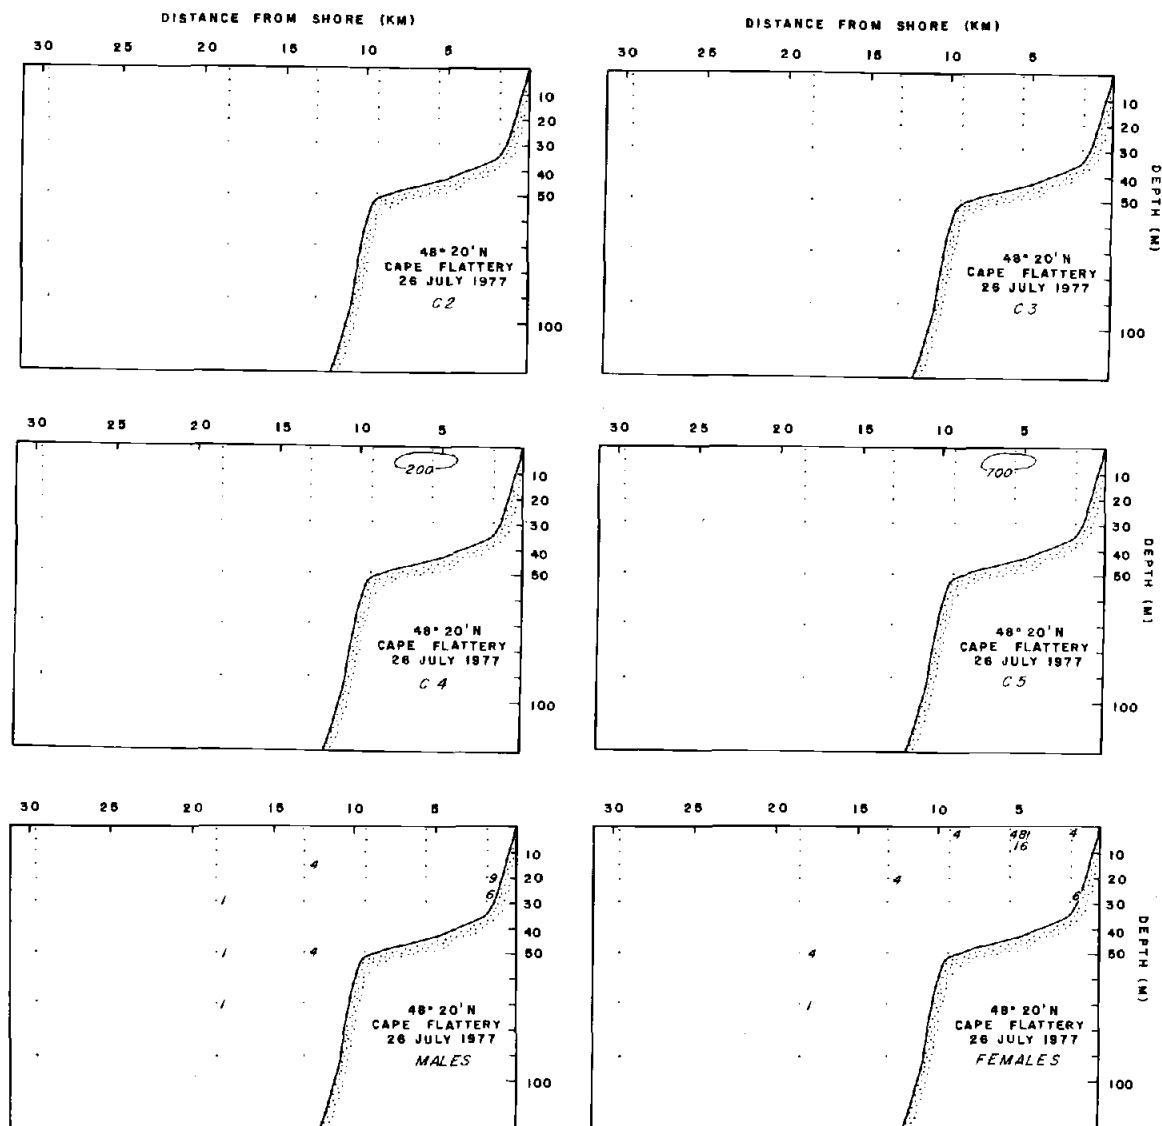 DISTANCE FROM SHORE (KM)
30 25 20 15 10 5
10
20
30
40
50
100
48° 20'N
CAPE FLATTERY
26 JULY 1977
C2
DISTANCE FROM SHORE (KM)
30 25 20 15 10 5
10
20
30
40
50
100
DEPTH (M)
48° 20'N
CAPE FLATTERY
26 JULY 1977
C3
30 25 20 15 10 5
200
10
20
30
40
50
100
48° 20'N
CAPE FLATTERY
26 JULY 1977
C4
30 25 20 15 10 5
700
10
20
30
40
50
100
DEPTH (M)
48° 20'N
CAPE FLATTERY
26 JULY 1977
C5
30 25 20 15 10 5
4
9
6
1
1 4
1
10
20
30
40
50
100
48° 20'N
CAPE FLATTERY
26 JULY 1977
MALES
30 25 20 15 10 5
4 481 4
16
4
6
4
1
10
20
30
40
50
100
DEPTH (M)
48° 20'N
CAPE FLATTERY
26 JULY 1977
FEMALES